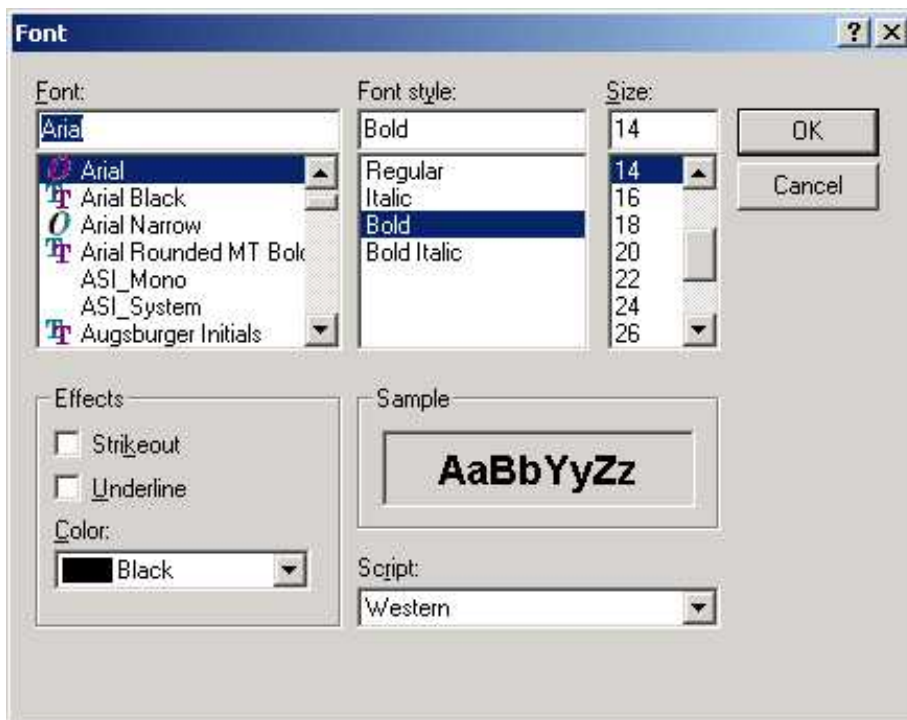 Font
Font:
Arial
Arial
Arial Black
Arial Narrow
Arial Rounded MT Bold
ASI_Mono
ASI_System
Augsburger Initials
Font style:
Bold
Regular
Italic
Bold
Bold Italic
Size:
14
14
16
18
20
22
24
26
OK
Cancel
Effects
Strikeout
Underline
Color:
Black
Sample
AaBbYyZz
Script:
Western